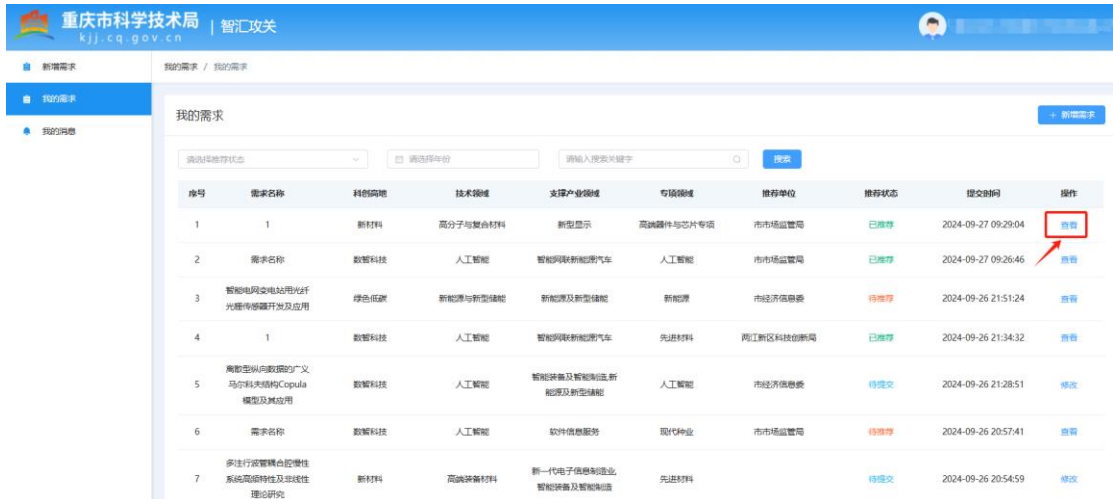 重庆市科学技术局 | 智汇攻关
kjj.cq.gov.cn
新增需求
我的需求 / 我的需求
我的需求
我的消息
我的需求
+ 新增需求
请选择推荐状态 请选择年份 请输入搜索关键字 搜索
序号 需求名称 科创高地 技术领域 支撑产业领域 专项领域 推荐单位 推荐状态 提交时间 操作
1 1 新材料 高分子与复合材料 新型显示 高端器件与芯片专项 市市场监管局 已推荐 2024-09-27 09:29:04 查看
2 需求名称 数智科技 人工智能 智能网联新能源汽车 人工智能 市市场监管局 已推荐 2024-09-27 09:26:46 查看
3 智能电网变电站用光纤
光栅传感器开发及应用 绿色低碳 新能源与新型储能 新能源及新型储能 新能源 市经济信息委 待推荐 2024-09-26 21:51:24 查看
4 1 数智科技 人工智能 智能网联新能源汽车 先进材料 两江新区科技创新局 已推荐 2024-09-26 21:34:32 查看
5 离散型纵向数据的广义
马尔科夫结构Copula
模型及其应用 数智科技 人工智能 智能装备及智能制造,新
能源及新型储能 人工智能 市经济信息委 待提交 2024-09-26 21:28:51 修改
6 需求名称 数智科技 人工智能 软件信息服务 现代种业 市市场监管局 待推荐 2024-09-26 20:57:41 查看
7 多注行波管耦合腔慢性
系统高频特性及非线性
理论研究 新材料 高端装备材料 新一代电子信息制造业,
智能装备及智能制造 先进材料 待提交 2024-09-26 20:54:59 修改